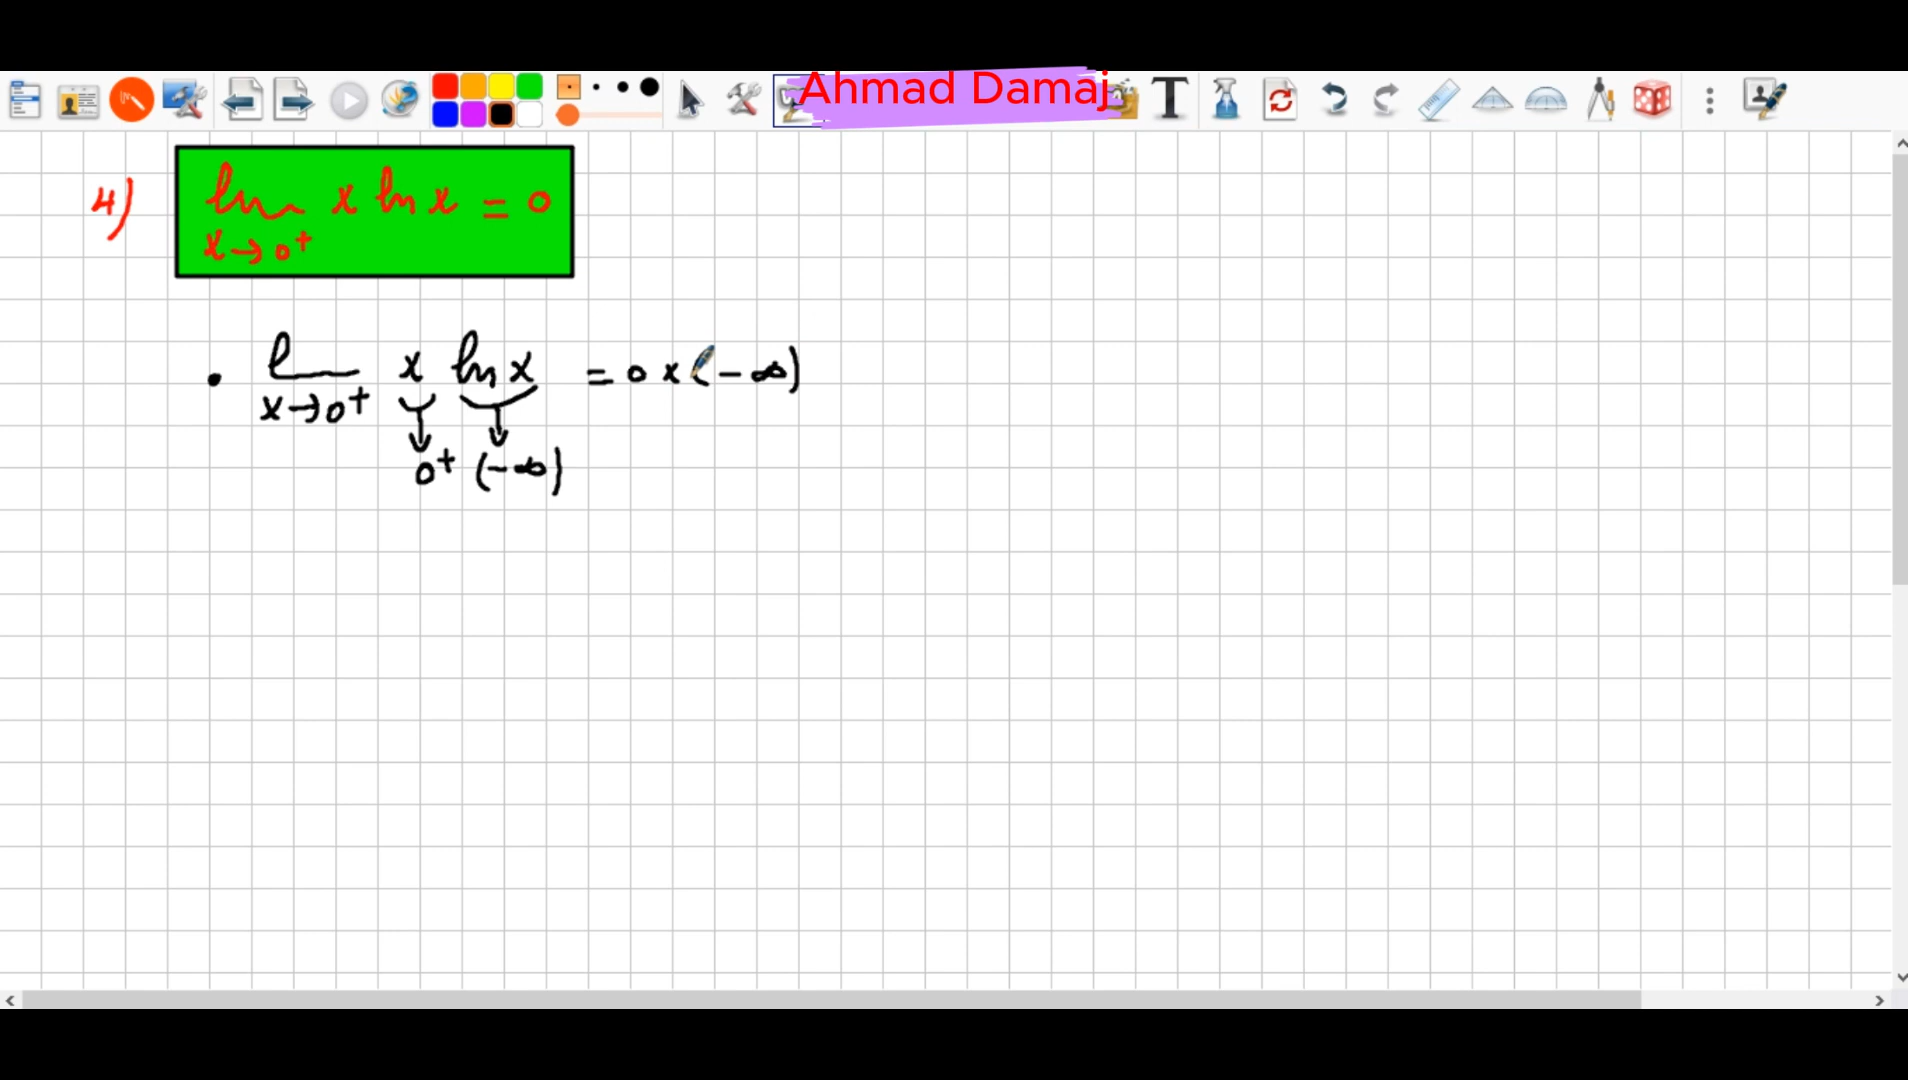 Ahmad Damaj
4) lim x ln x = 0
x→0⁺
• lim x ln x = 0 × (-∞)
x→0⁺
0⁺ (-∞)